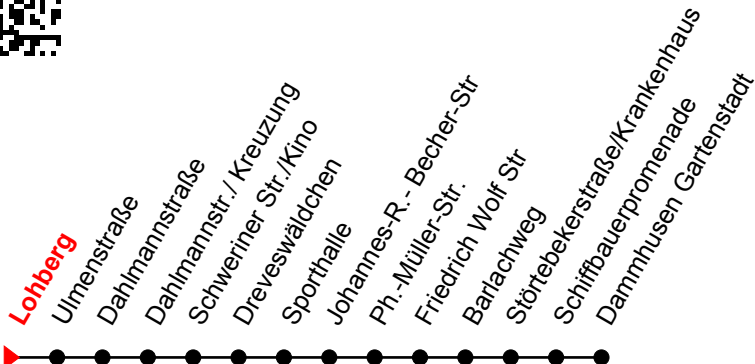 Lohberg
Ulmenstraße
Dahlmannstraße
Dahlmannstr./ Kreuzung
Schweriner Str./Kino
Dreveswäldchen
Sporthalle
Johannes-R.- Becher-Str
Ph.-Müller-Str.
Friedrich Wolf Str
Barlachweg
Störtebekerstraße/Krankenhaus
Schiffbauerpromenade
Dammhusen Gartenstadt